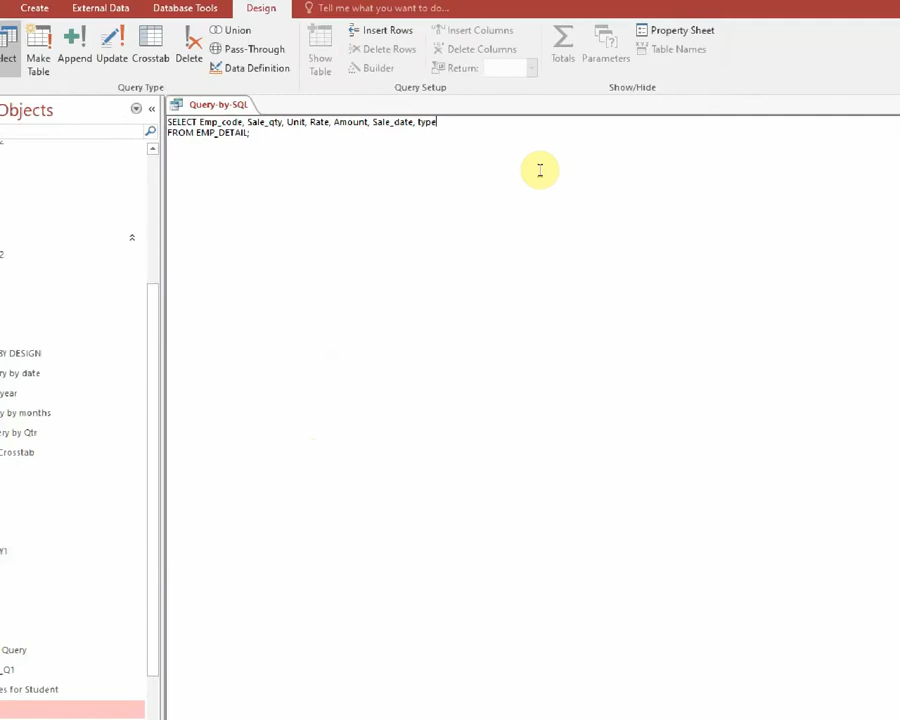 Create External Data Database Tools Design Tell me what you want to do...
Union
Insert Rows
Insert Columns
Property Sheet
Pass-Through
Delete Rows
Delete Columns
Table Names
Make Table
Append
Update
Crosstab
Delete
Data Definition
Show Table
Builder
Return:
Totals
Parameters
Query Type
Query Setup
Show/Hide
Objects
«
Query-by-SQL
SELECT Emp_code, Sale_qty, Unit, Rate, Amount, Sale_date, type
FROM EMP_DETAIL;
2
BY DESIGN
ry by date
year
y by months
ry by Qtr
Crosstab
Y1
Query
_Q1
es for Student